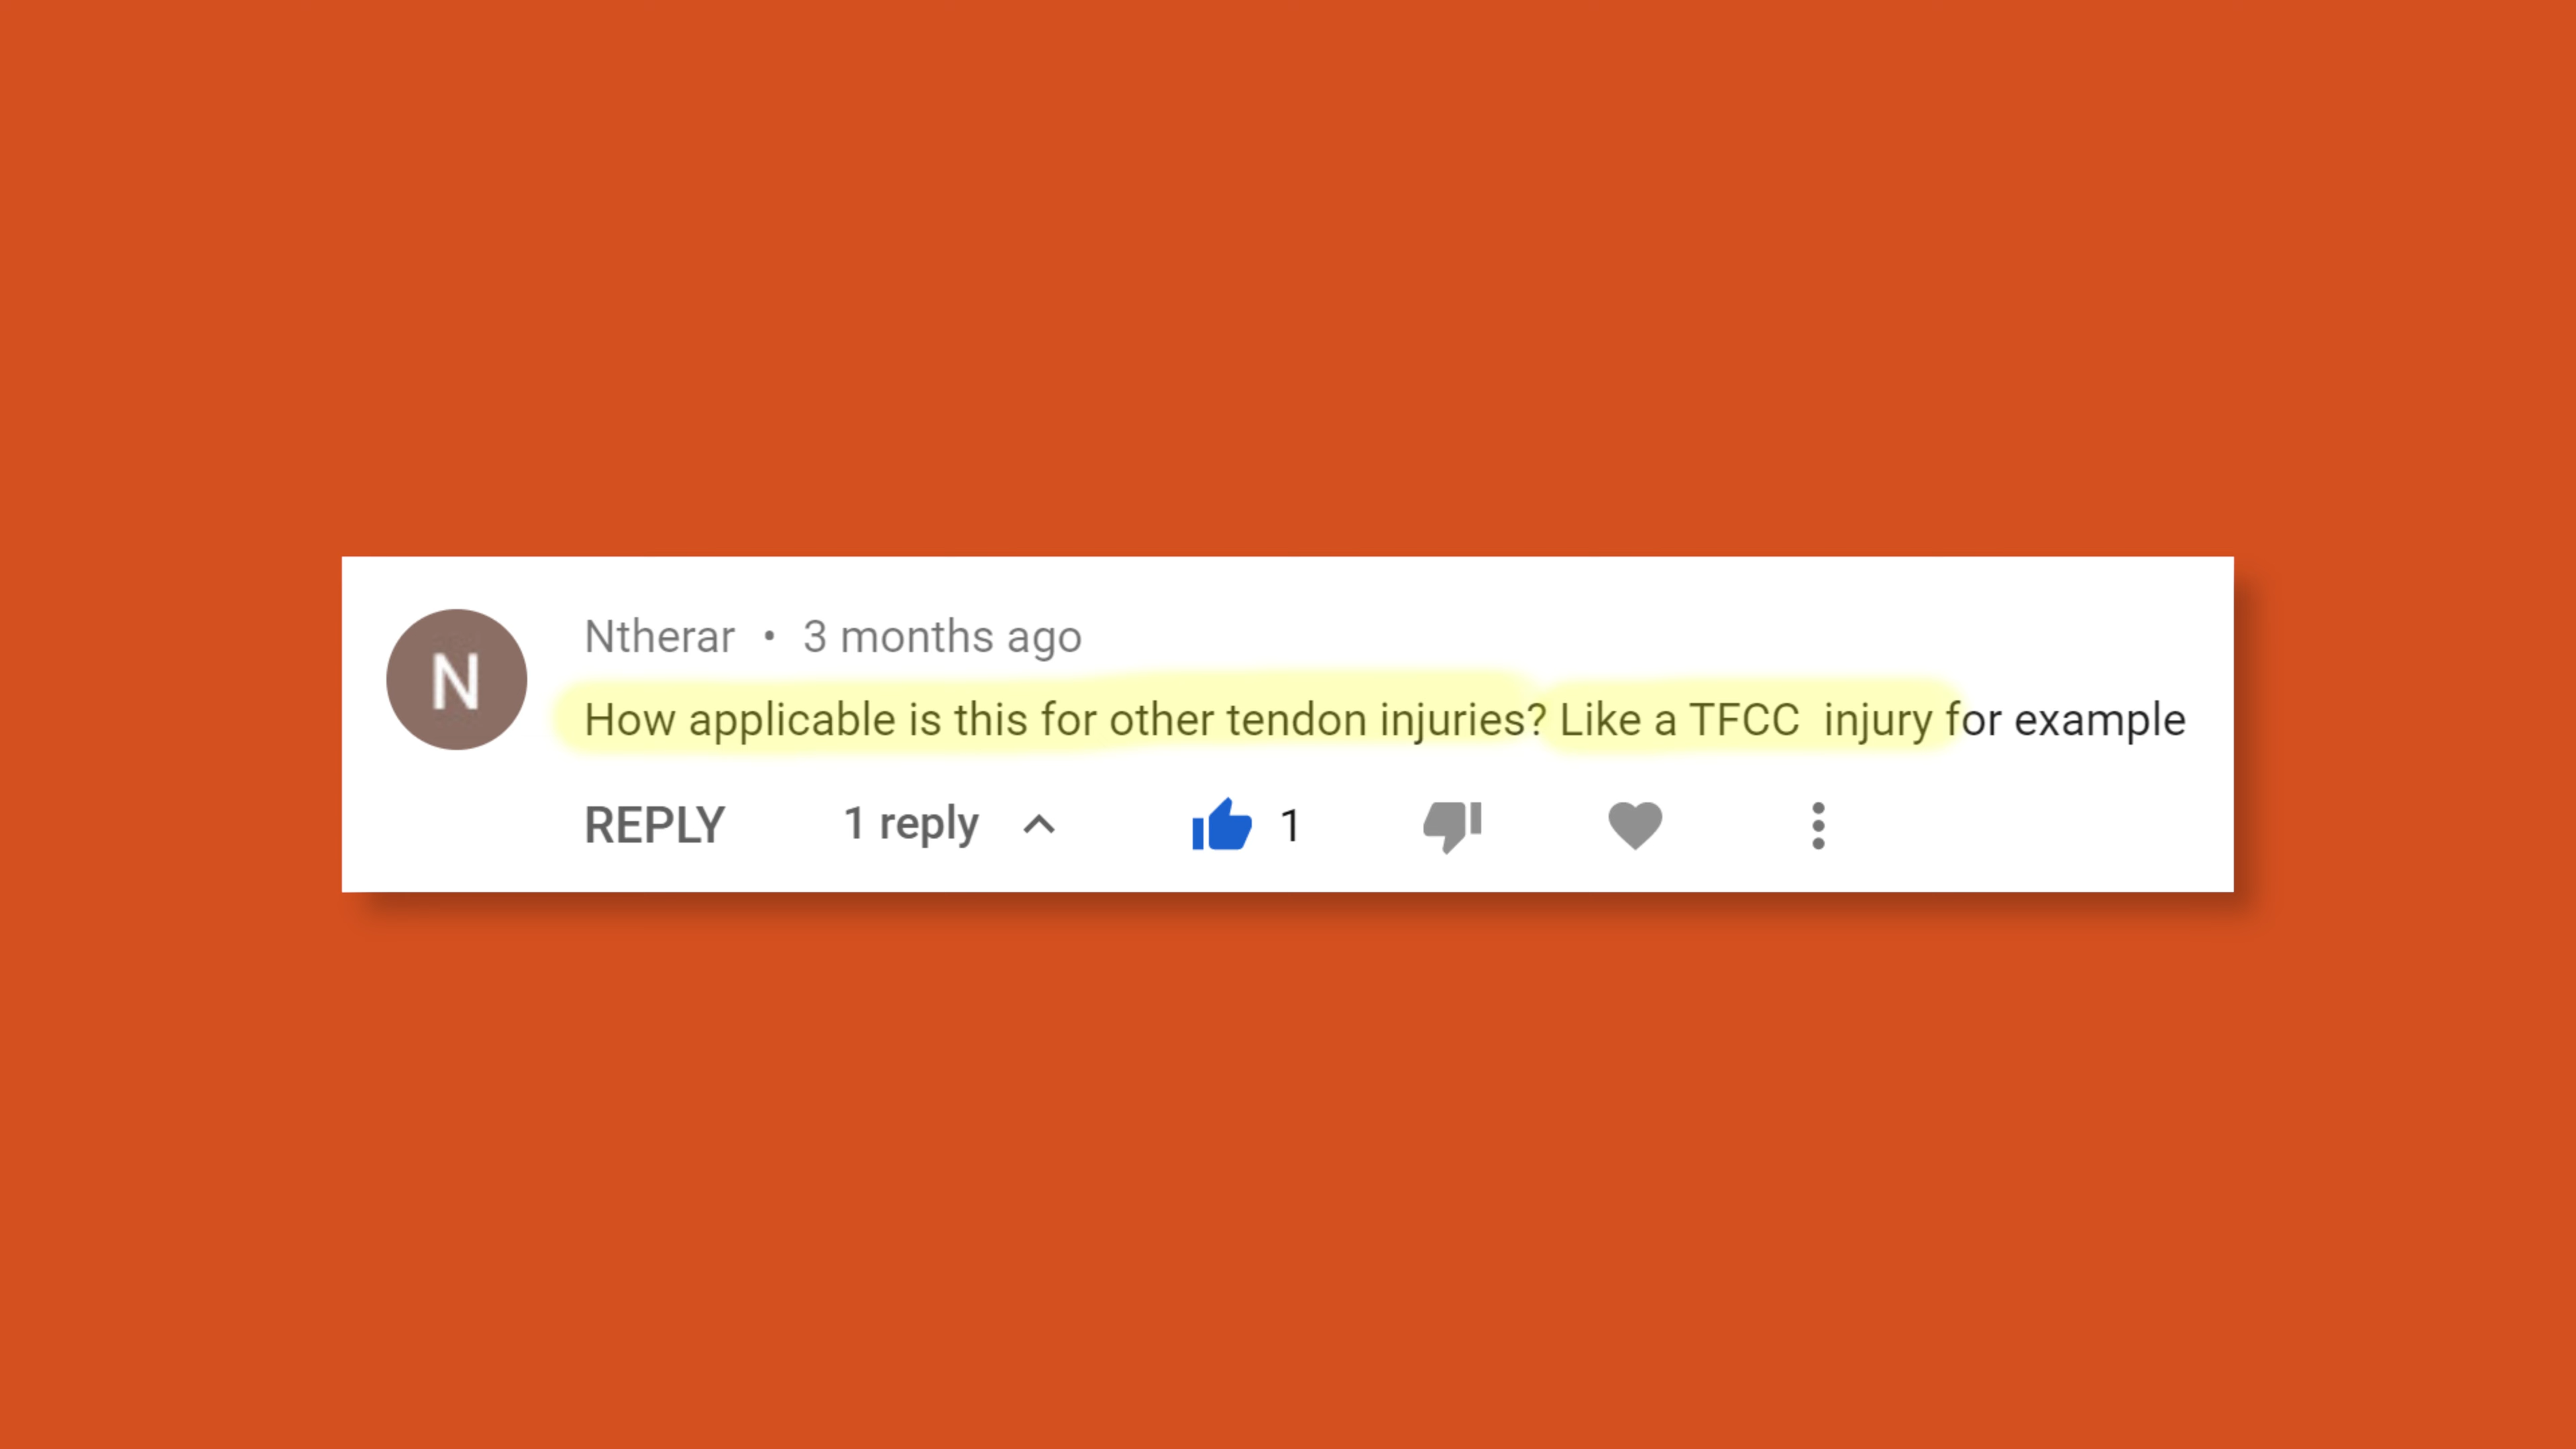 N
Ntherar • 3 months ago
How applicable is this for other tendon injuries? Like a TFCC  injury for example
REPLY 1 reply 1